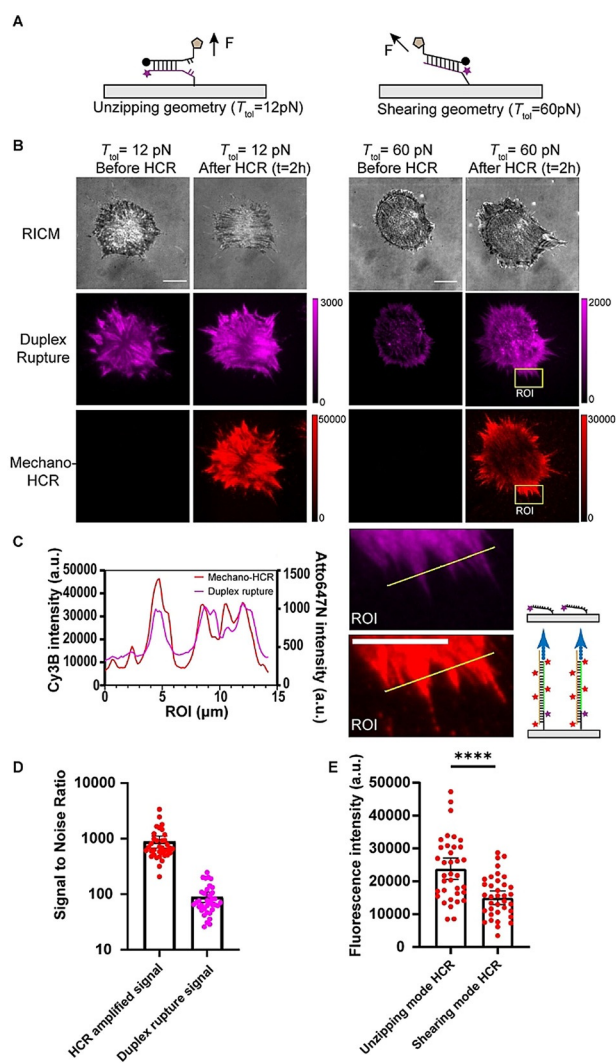 A
F
F
Unzipping geometry (Ttol=12pN)
Shearing geometry (Ttol=60pN)
B
Ttol= 12 pN
Before HCR
Ttol= 12 pN
After HCR (t=2h)
Ttol= 60 pN
Before HCR
Ttol= 60 pN
After HCR (t=2h)
RICM
Duplex
Rupture
3000
0
2000
0
ROI
Mechano-
HCR
50000
0
30000
0
ROI
C
Cy3B intensity (a.u.)
50000
40000
30000
20000
10000
0
Mechano-HCR
Duplex rupture
1500
1000
500
0
Atto647N intensity (a.u.)
0
5
10
15
ROI (µm)
ROI
ROI
D
Signal to Noise Ratio
10000
1000
100
10
HCR amplified signal
Duplex rupture signal
E
****
Fluorescence intensity (a.u.)
50000
40000
30000
20000
10000
0
Unzipping mode HCR
Shearing mode HCR